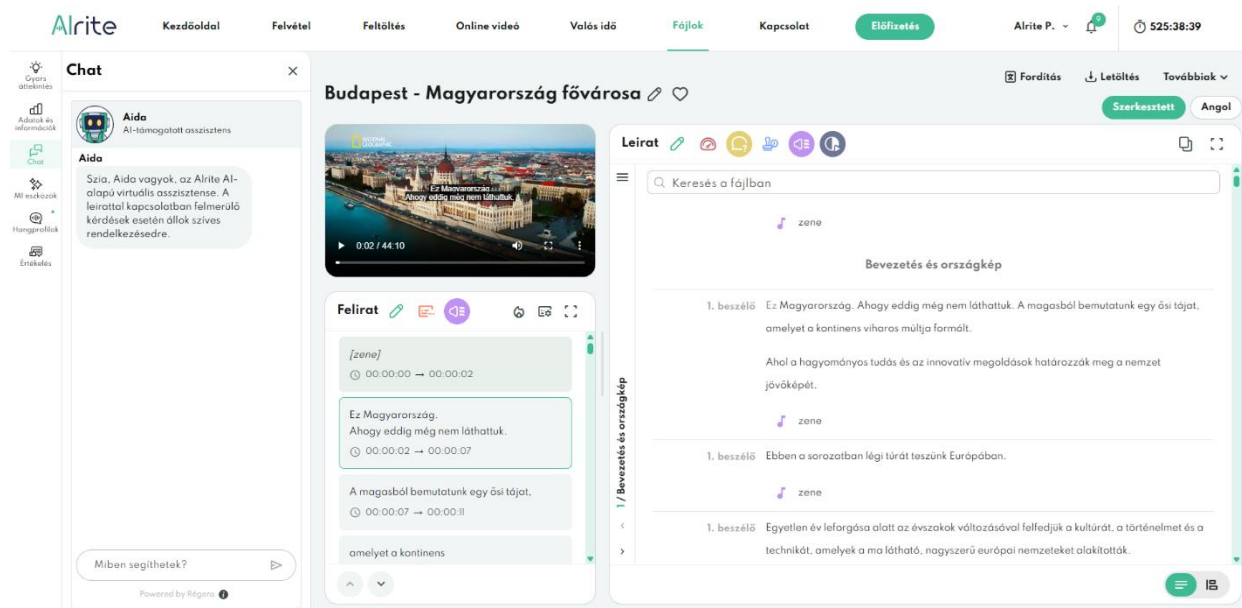 Alrite
Kezdőoldal
Felvétel
Feltöltés
Online videó
Valós idő
Fájlok
Kapcsolat
Előfizetés
Alrite P.
9
525:38:39
Gyors
áttekintés
Adatok és
információk
Chat
MI eszközök
Hangprofilok
Értékelés
Chat
Aida
AI-támogatott asszisztens
Aida
Szia, Aida vagyok, az Alrite AI-
alapú virtuális asszisztense. A
leirattal kapcsolatban felmerülő
kérdések esetén állok szíves
rendelkezésedre.
Miben segíthetek?
Powered by Régens
Budapest - Magyarország fővárosa
Fordítás
Letöltés
Továbbiak
Szerkesztett
Angol
NATIONAL
GEOGRAPHIC
Ez Magyarország.
Ahogy eddig még nem láthattuk.
0:02 / 44:10
Felirat
[zene]
00:00:00 → 00:00:02
Ez Magyarország.
Ahogy eddig még nem láthattuk.
00:00:02 → 00:00:07
A magasból bemutatunk egy ősi tájat,
00:00:07 → 00:00:11
amelyet a kontinens
Leirat
Keresés a fájlban
1 / Bevezetés és országkép
zene
Bevezetés és országkép
1. beszélő Ez Magyarország. Ahogy eddig még nem láthattuk. A magasból bemutatunk egy ősi tájat,
amelyet a kontinens viharos múltja formált.
Ahol a hagyományos tudás és az innovatív megoldások határozzák meg a nemzet
jövőképét.
zene
1. beszélő Ebben a sorozatban légi túrát teszünk Európában.
zene
1. beszélő Egyetlen év leforgása alatt az évszakok változásával felfedjük a kultúrát, a történelmet és a
technikát, amelyek a ma látható, nagyszerű európai nemzeteket alakították.